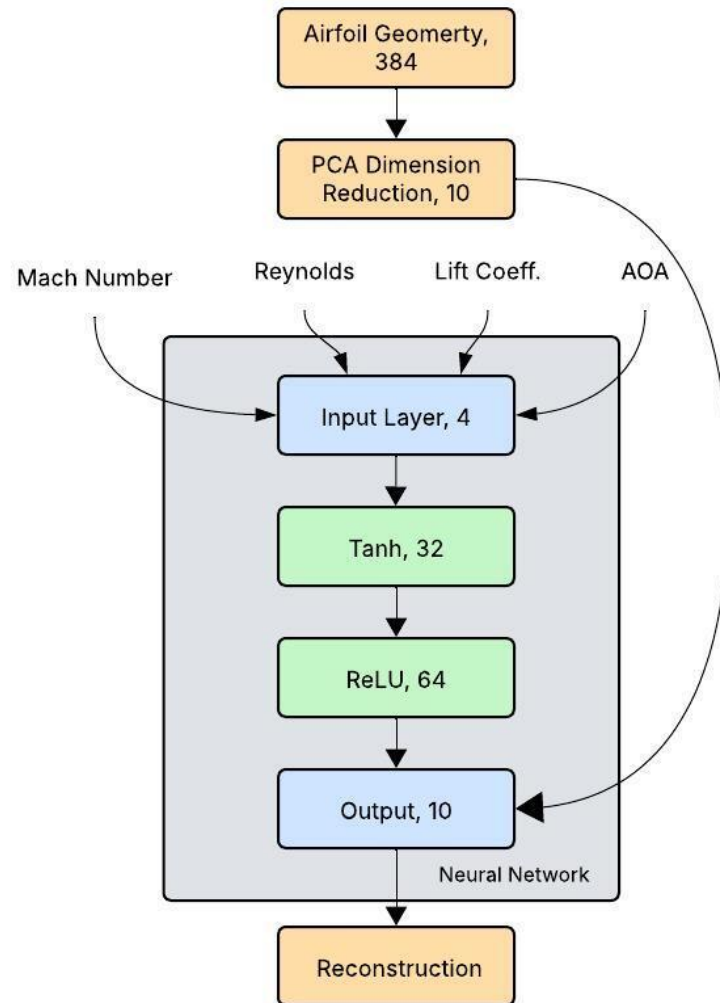 Airfoil Geomerty,
384
PCA Dimension
Reduction, 10
Mach Number
Reynolds
Lift Coeff.
AOA
Input Layer, 4
Tanh, 32
ReLU, 64
Output, 10
Neural Network
Reconstruction